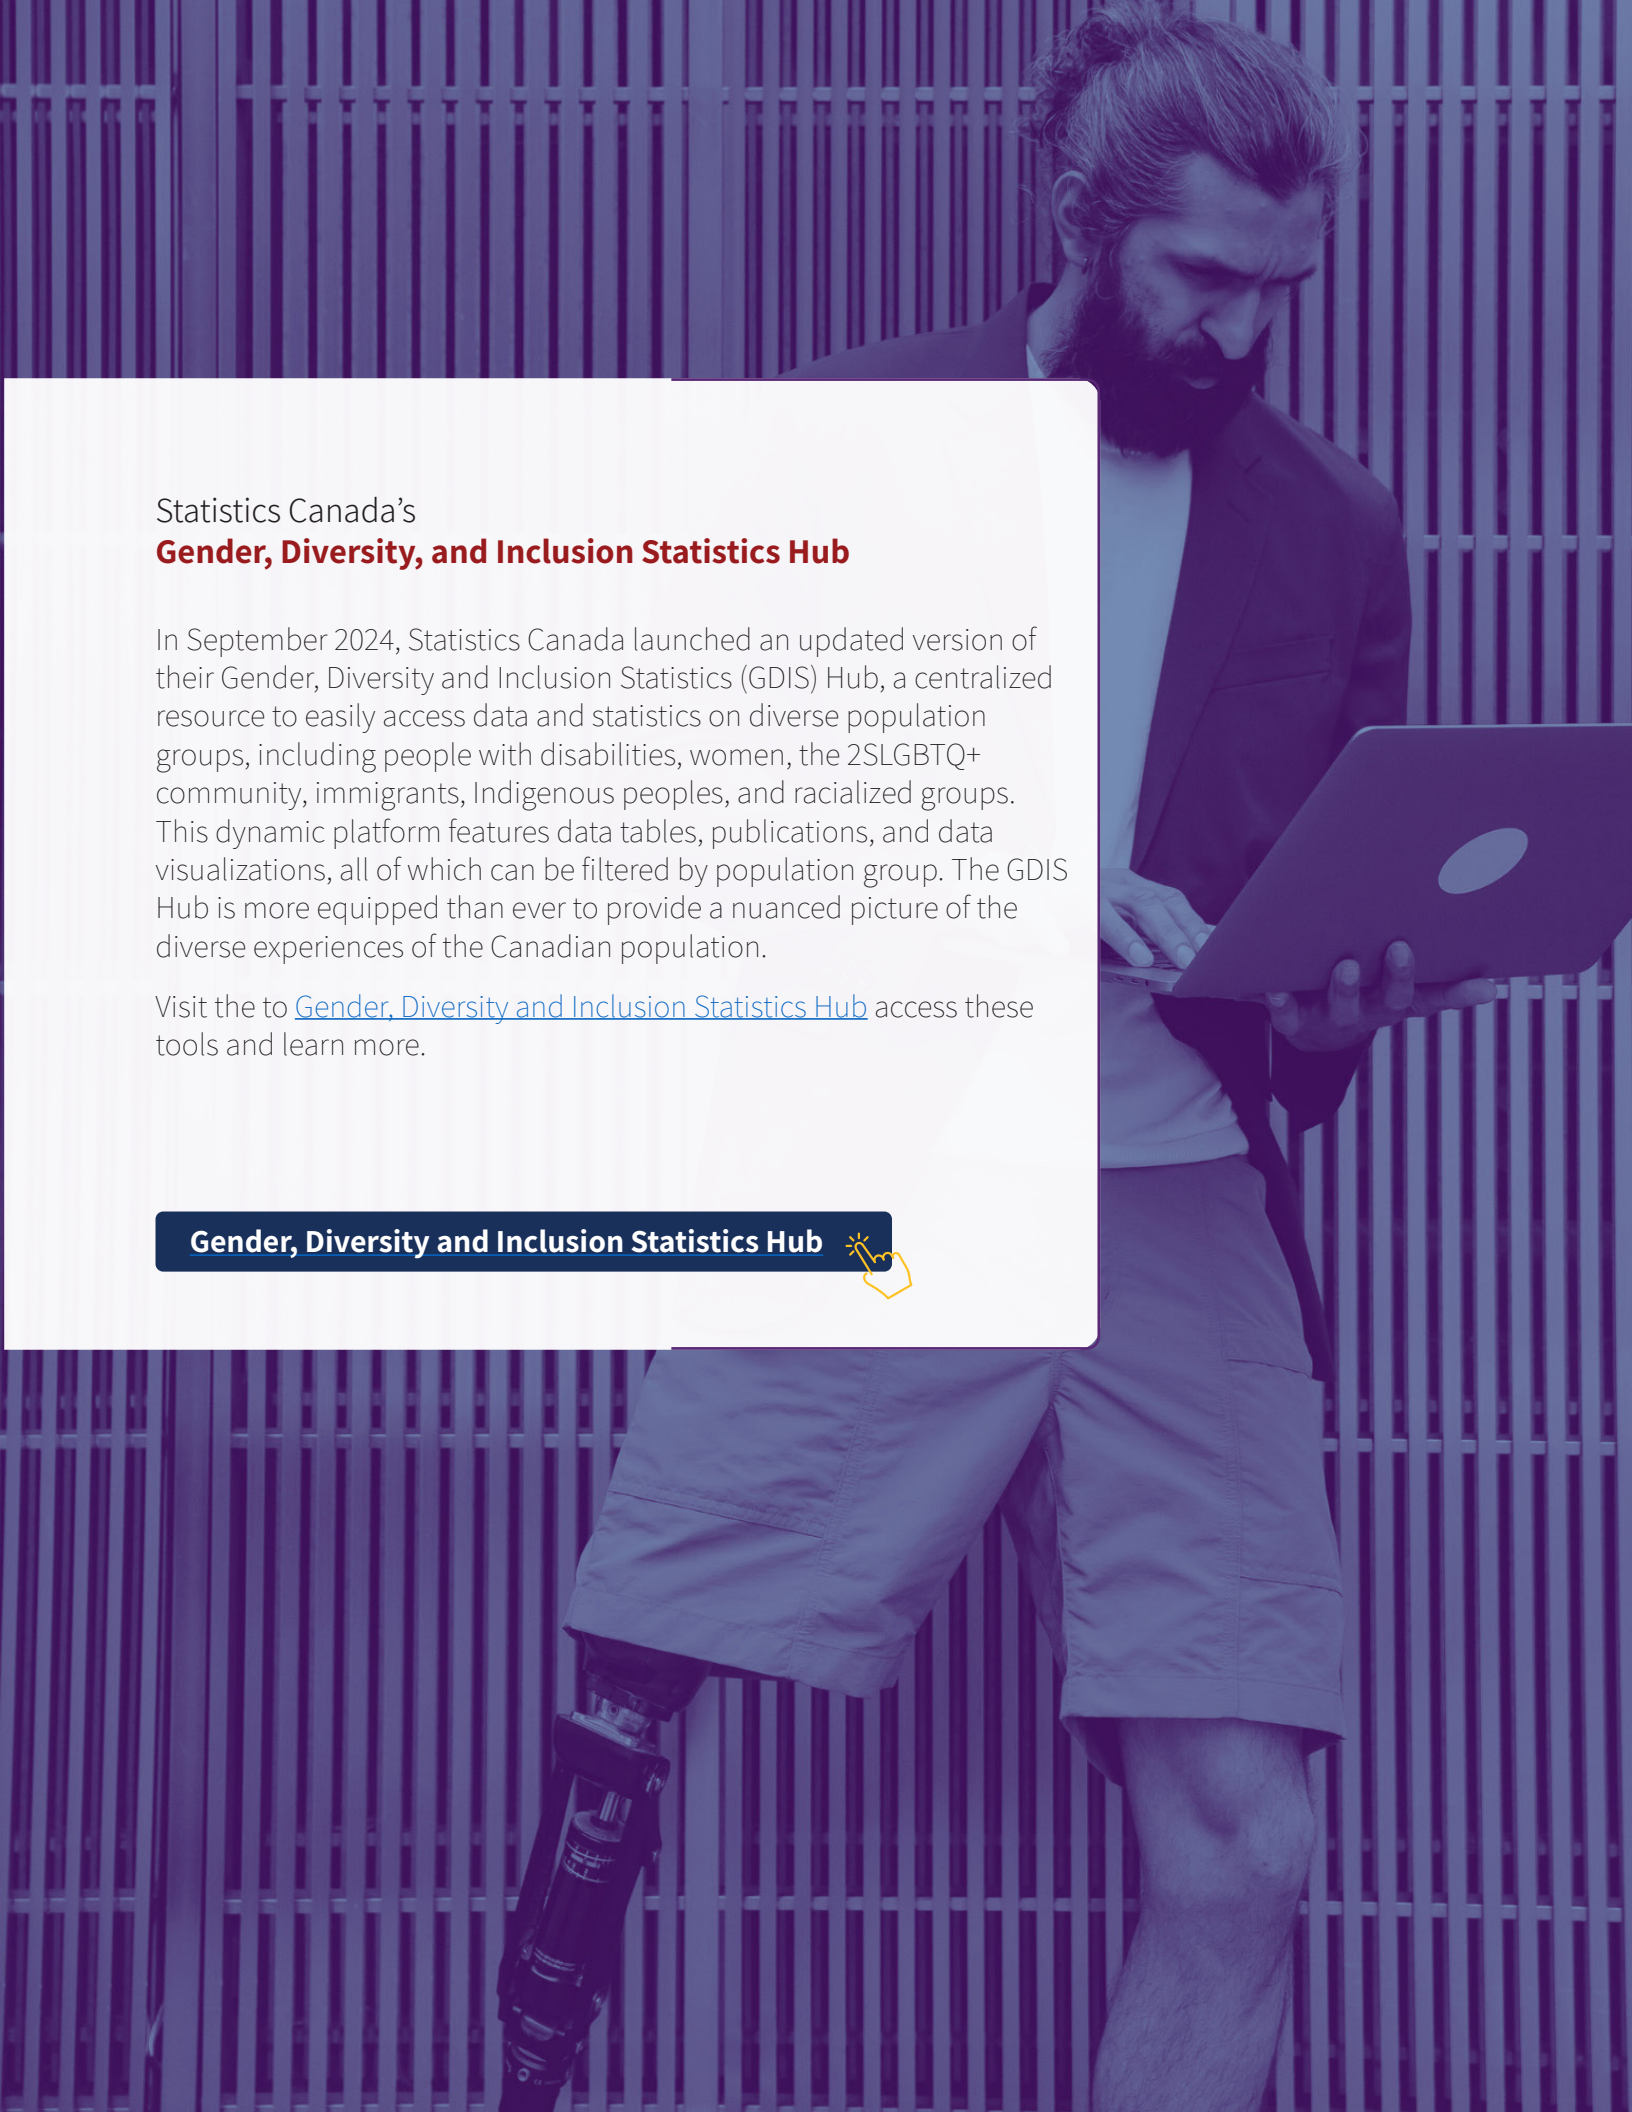 Statistics Canada’s
Gender, Diversity, and Inclusion Statistics Hub
In September 2024, Statistics Canada launched an updated version of
their Gender, Diversity and Inclusion Statistics (GDIS) Hub, a centralized
resource to easily access data and statistics on diverse population
groups, including people with disabilities, women, the 2SLGBTQ+
community, immigrants, Indigenous peoples, and racialized groups.
This dynamic platform features data tables, publications, and data
visualizations, all of which can be filtered by population group. The GDIS
Hub is more equipped than ever to provide a nuanced picture of the
diverse experiences of the Canadian population.
Visit the to Gender, Diversity and Inclusion Statistics Hub access these
tools and learn more.
Gender, Diversity and Inclusion Statistics Hub